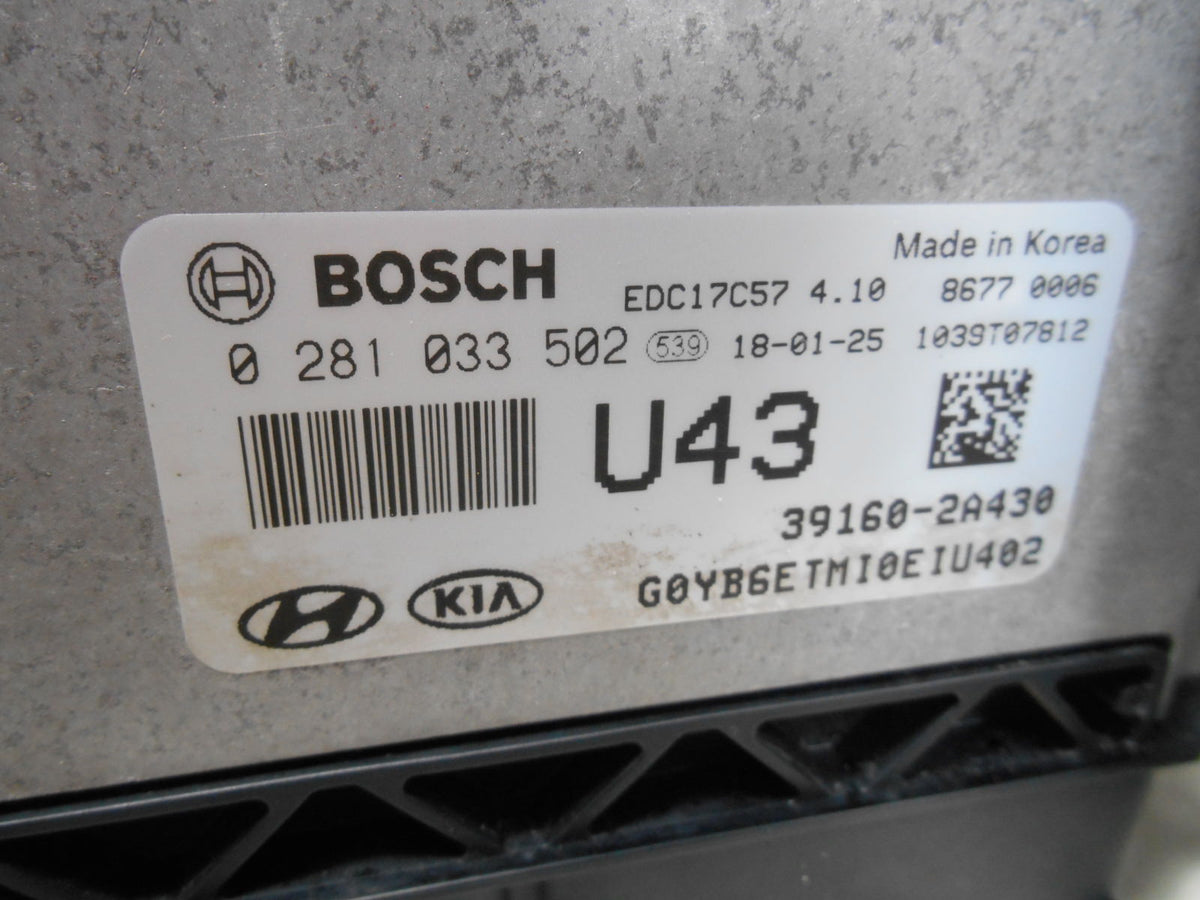 Made in Korea
BOSCH
EDC17C57 4.10 8677 0006
0 281 033 502 539 18-01-25 1039T07812
U43
39160-2A430
G0YB6ETMI0EIU402
KIA